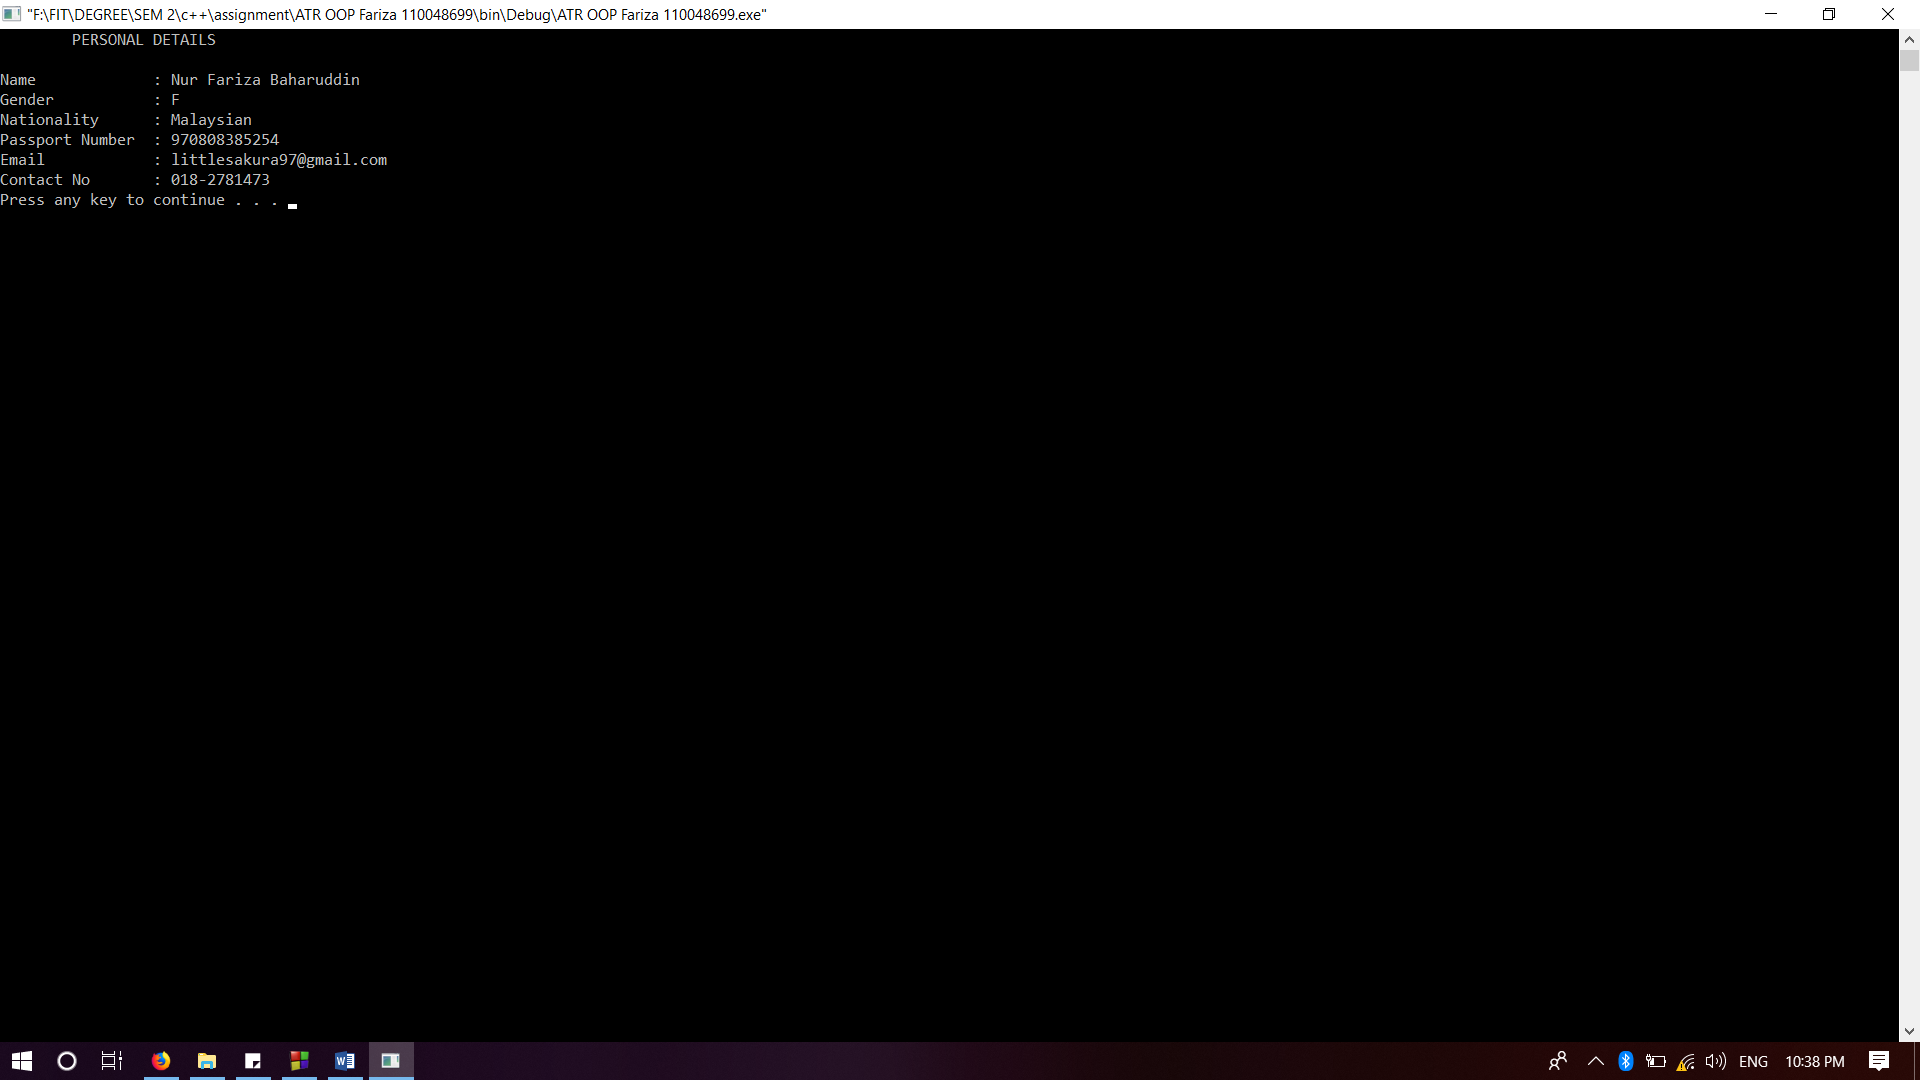 "F:\FIT\DEGREE\SEM 2\c++\assignment\ATR OOP Fariza 110048699\bin\Debug\ATR OOP Fariza 110048699.exe"
PERSONAL DETAILS
Name : Nur Fariza Baharuddin
Gender : F
Nationality : Malaysian
Passport Number : 970808385254
Email : littlesakura97@gmail.com
Contact No : 018-2781473
Press any key to continue . . .
ENG 10:38 PM